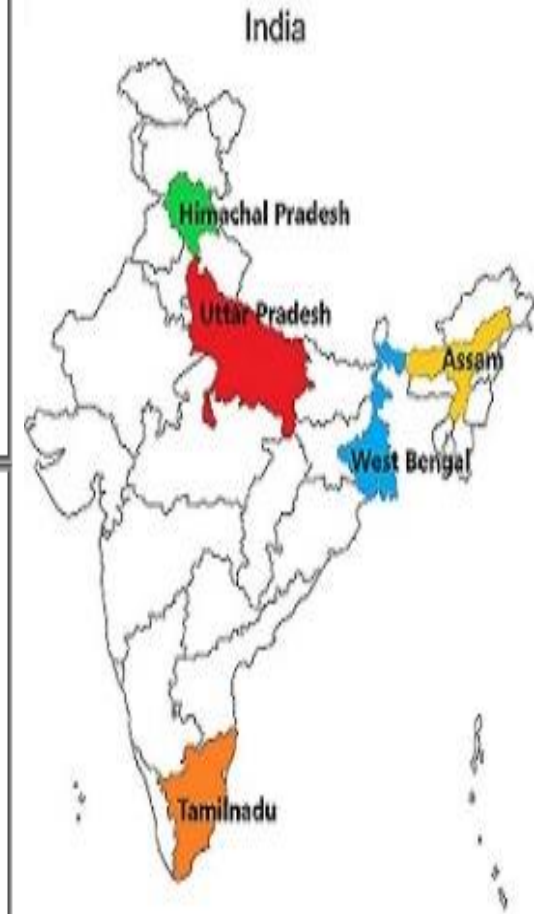 India
Himachal Pradesh
Uttar Pradesh
Assam
West Bengal
Tamilnadu